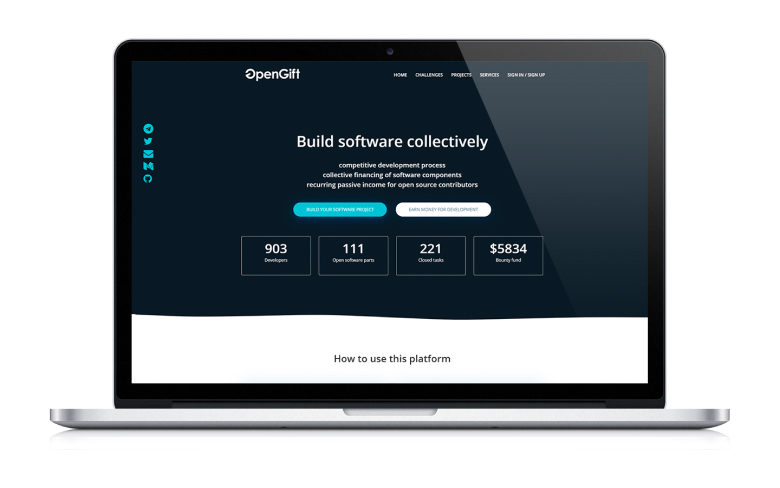 OpenGift
HOME CHALLENGES PROJECTS SERVICES SIGN IN / SIGN UP
Build software collectively
competitive development process
collective financing of software components
recurring passive income for open source contributors
BUILD YOUR SOFTWARE PROJECT
EARN MONEY FOR DEVELOPMENT
903
Developers
111
Open software parts
221
Closed tasks
$5834
Bounty fund
How to use this platform